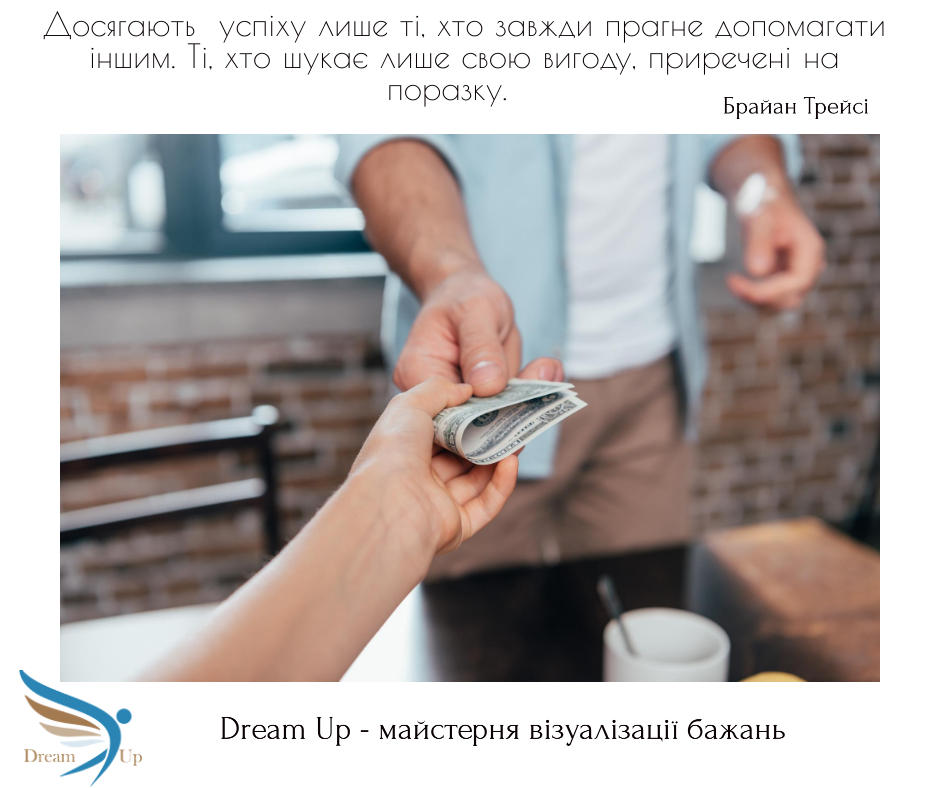 Досягають успіху лише ті, хто завжди прагне допомагати
іншим. Ті, хто шукає лише свою вигоду, приречені на
поразку.
Брайан Трейсі
Dream Up - майстерня візуалізації бажань
Dream Up